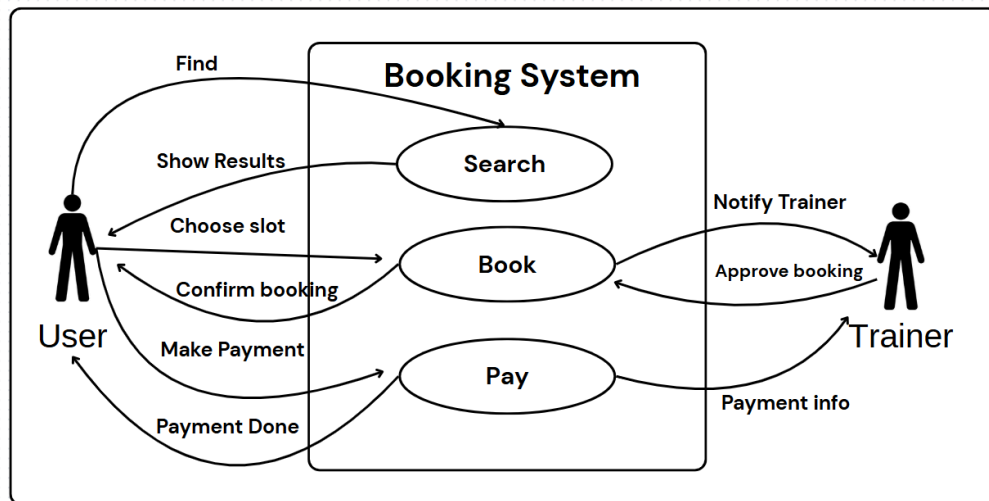 Booking System
Find
Search
Show Results
Notify Trainer
Choose slot
Book
Approve booking
Confirm booking
User
Trainer
Make Payment
Pay
Payment info
Payment Done